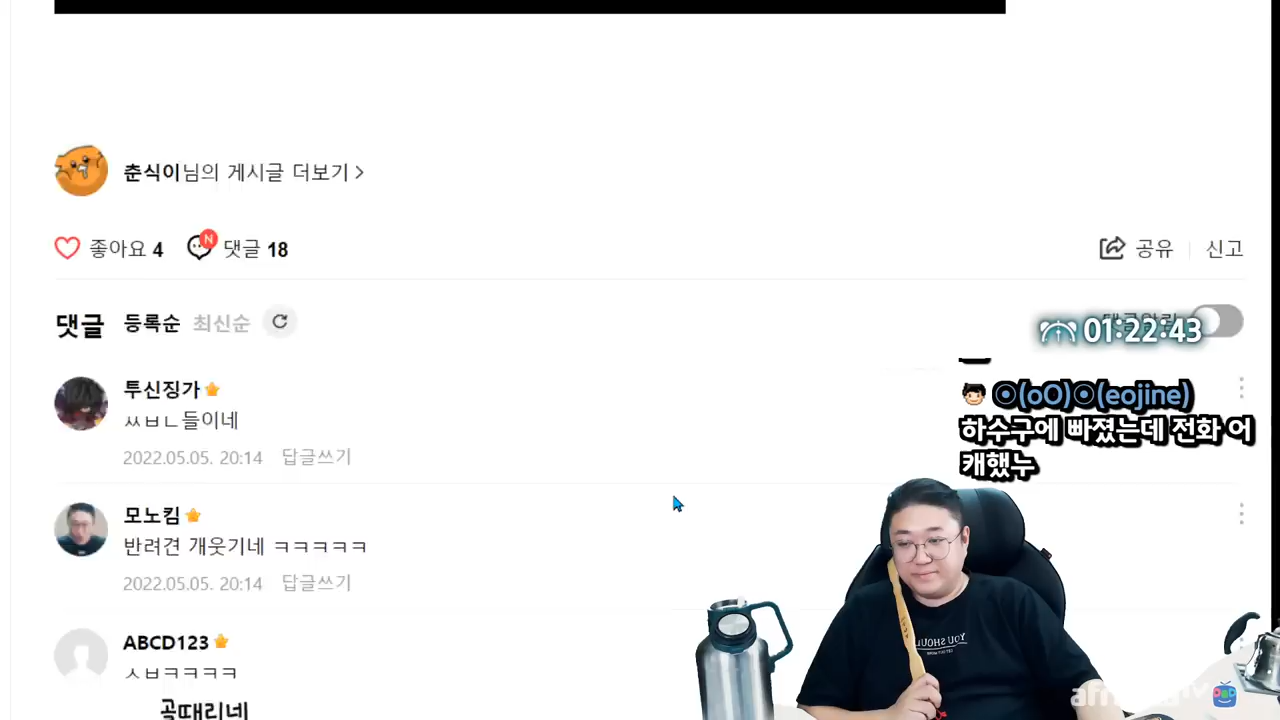 춘식이님의 게시글 더보기 >
좋아요 4 N 댓글 18
공유 신고
댓글 등록순 최신순
01:22:43
투신징가
ㅆㅂㄴ들이네
2022.05.05. 20:14 답글쓰기
⊙(oO)⊙(eojine)
하수구에 빠졌는데 전화 어
캐했누
모노킴
반려견 개웃기네 ㅋㅋㅋㅋㅋ
2022.05.05. 20:14 답글쓰기
ABCD123
ㅅㅂㅋㅋㅋㅋ
골때리네
YOU SHOU